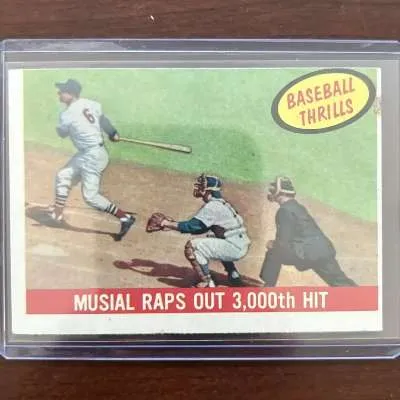 BASEBALL
THRILLS
6
MUSIAL RAPS OUT 3,000th HIT